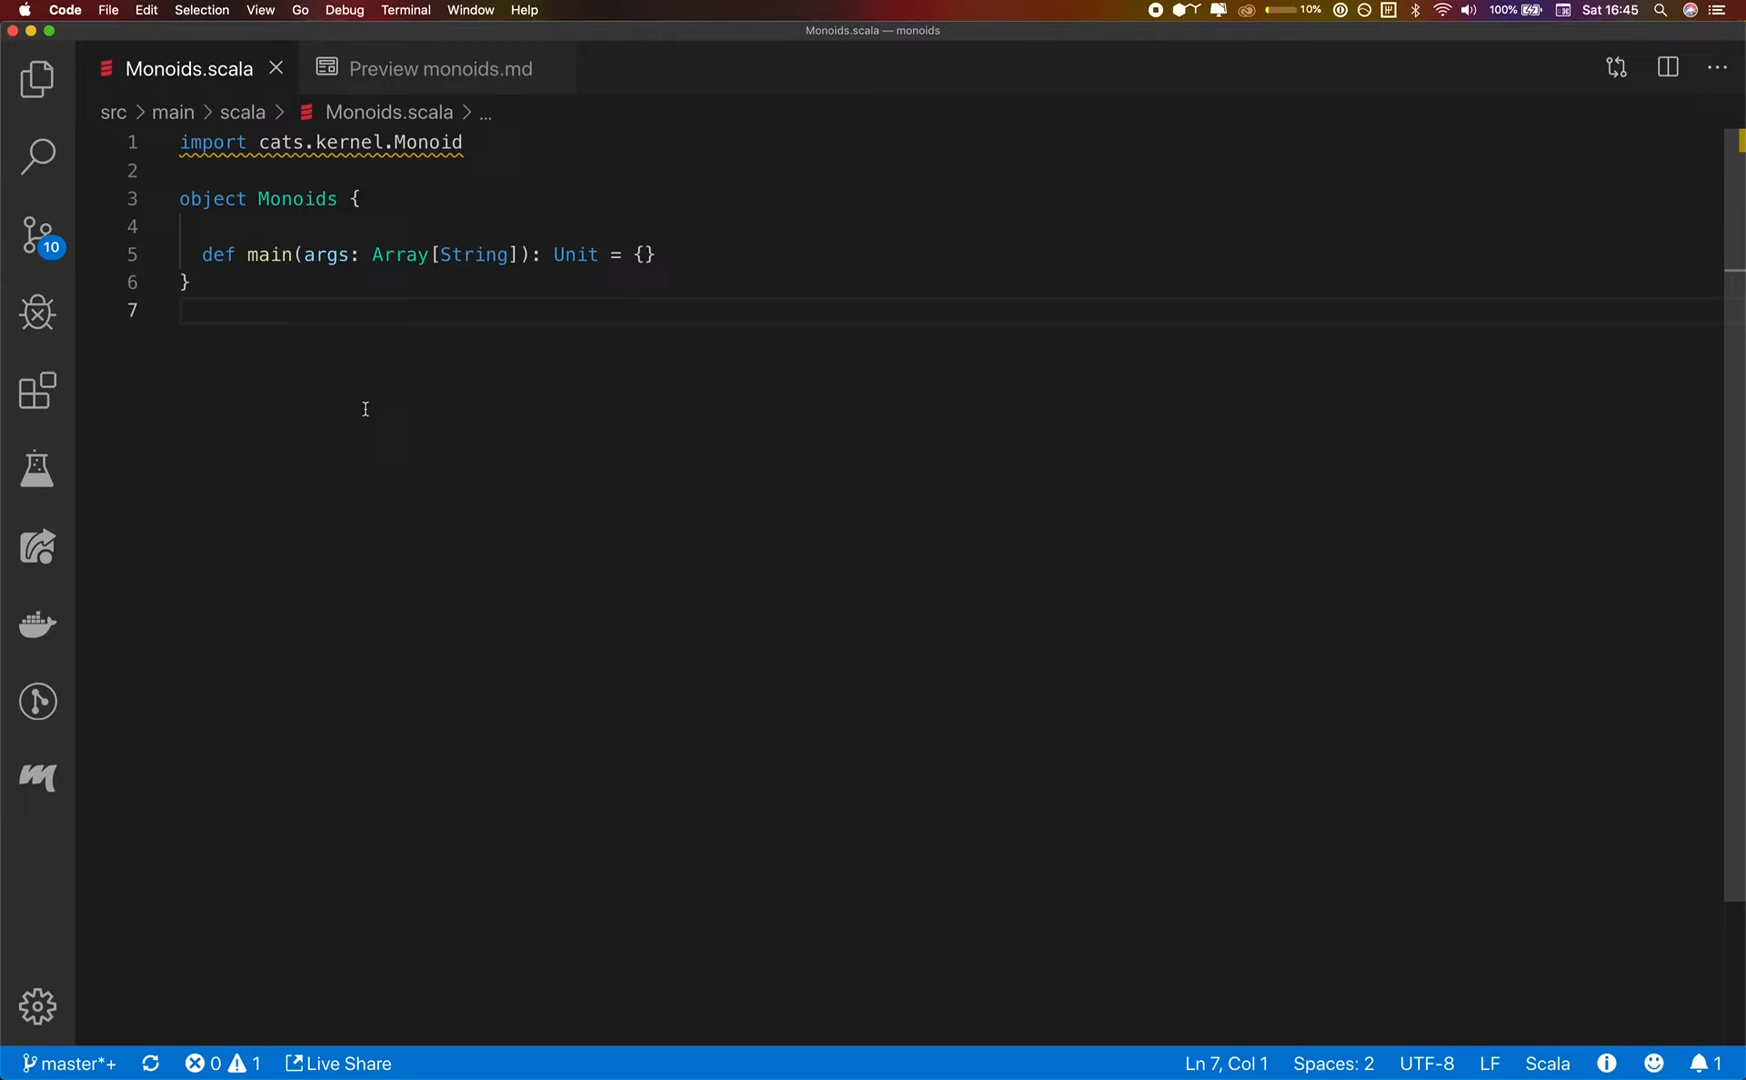 Code File Edit Selection View Go Debug Terminal Window Help 10% 100% Sat 16:45
Monoids.scala — monoids
Monoids.scala Preview monoids.md
src > main > scala > Monoids.scala > ...
1 import cats.kernel.Monoid
2
3 object Monoids {
4
5 def main(args: Array[String]): Unit = {}
6 }
7
10
master*+ 0 1 Live Share Ln 7, Col 1 Spaces: 2 UTF-8 LF Scala 1